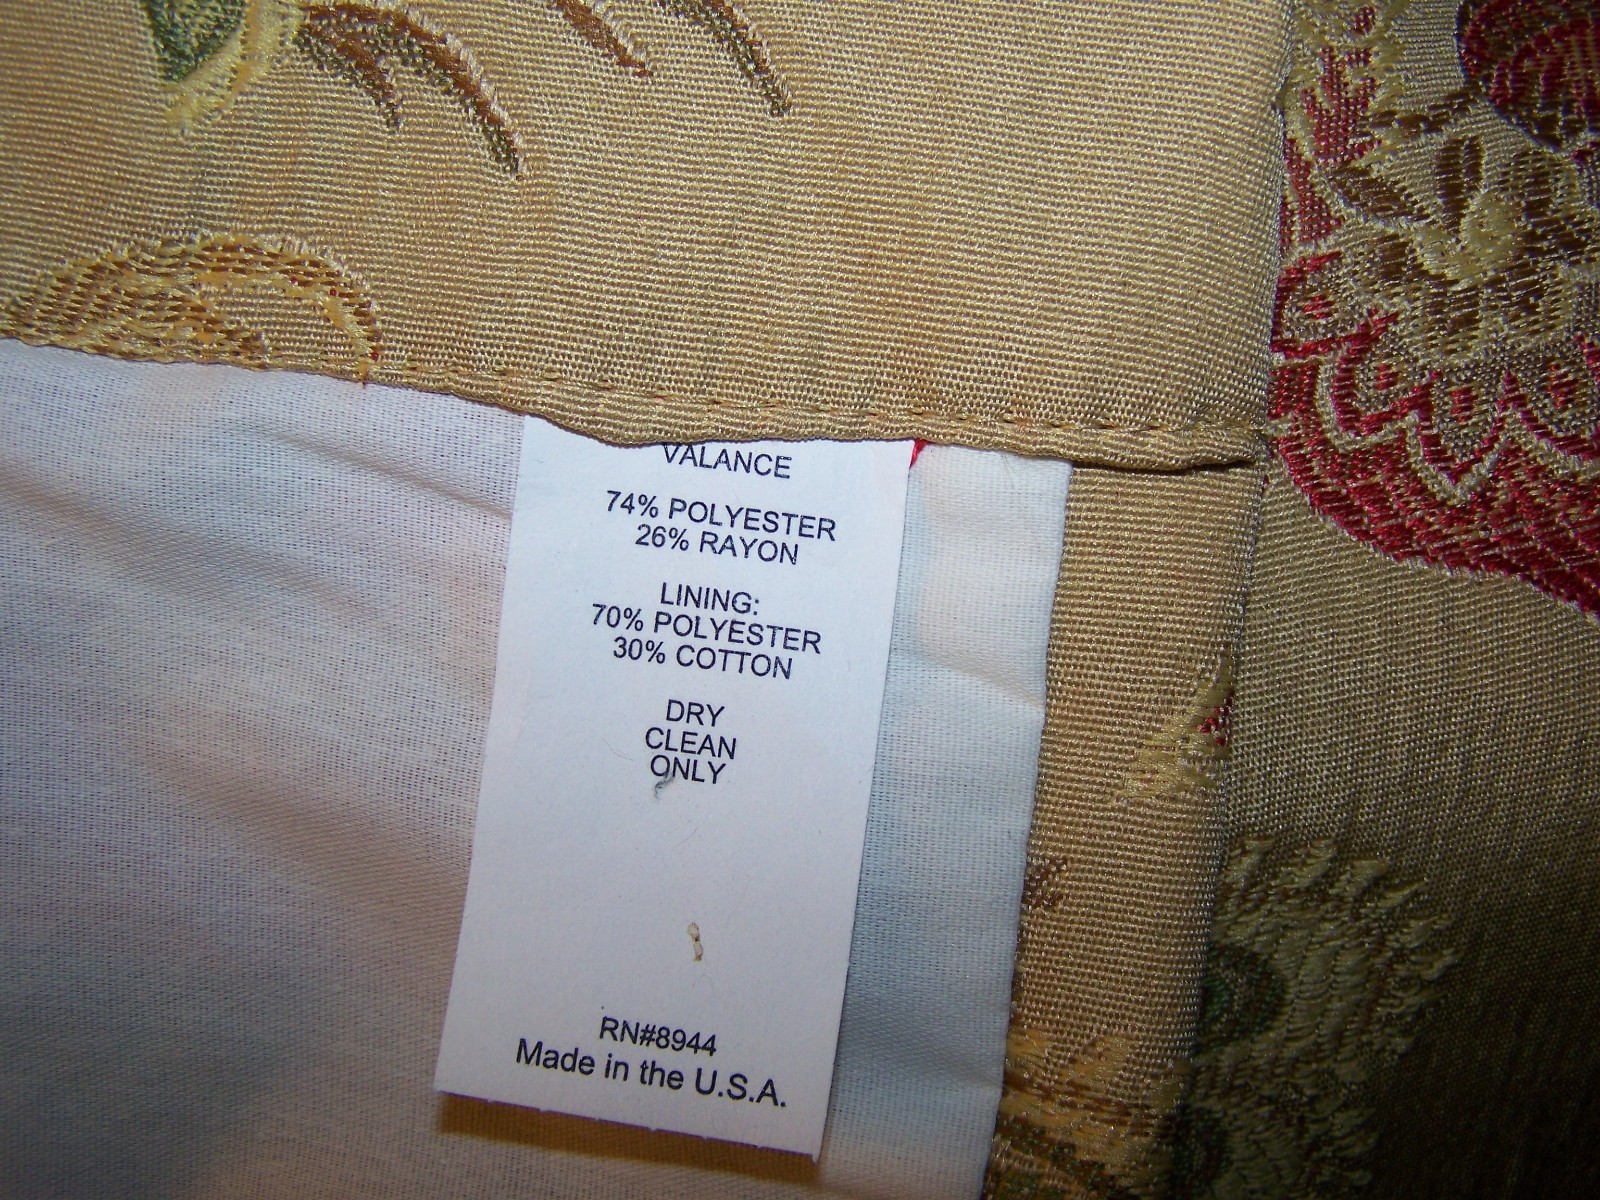 VALANCE
74% POLYESTER
26% RAYON
LINING:
70% POLYESTER
30% COTTON
DRY
CLEAN
ONLY
RN#8944
Made in the U.S.A.